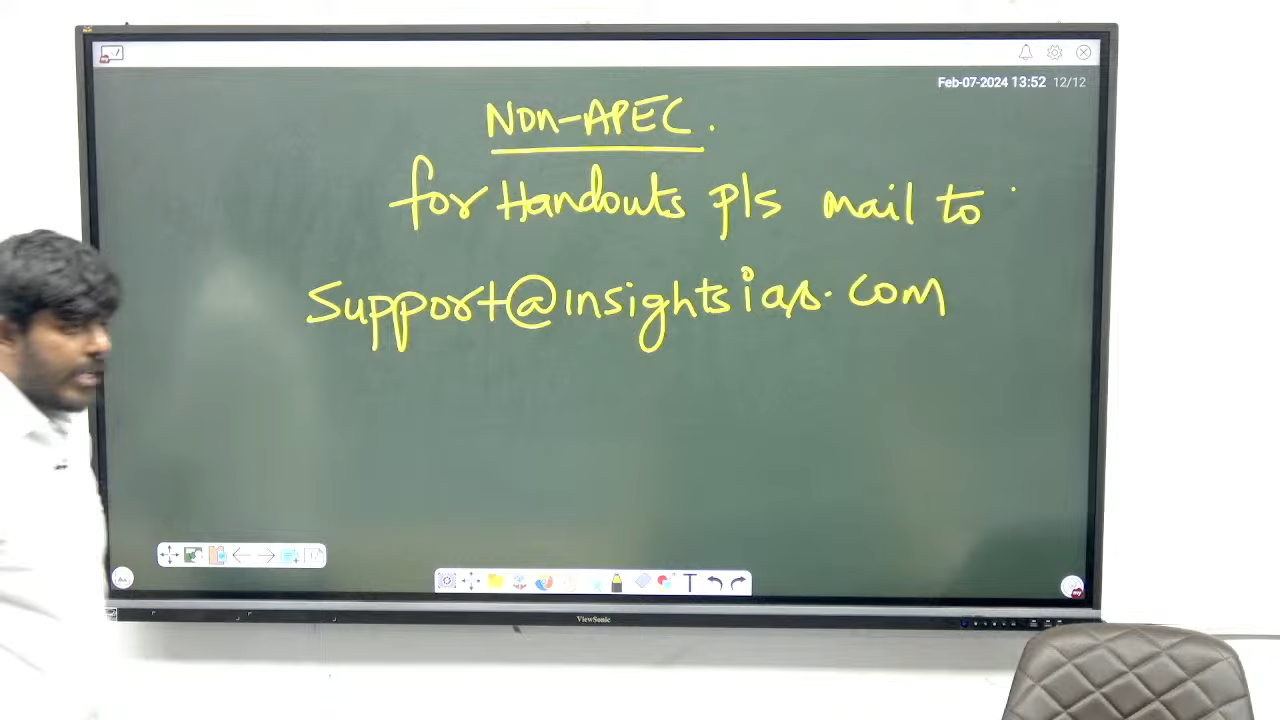 Feb-07-2024 13:52 12/12
Non-APEC.
for Handouts pls mail to
Support@insightsias.com
T
ViewSonic